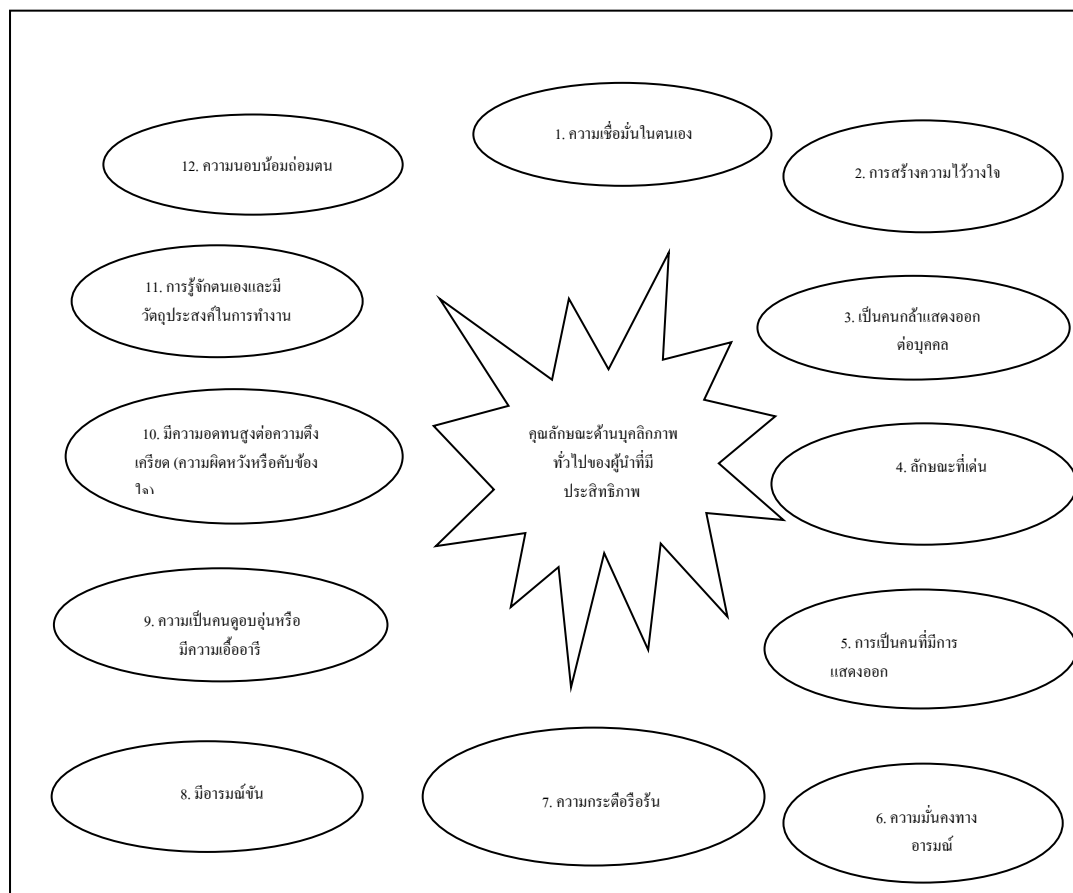 1. ความเชื่อมั่นในตนเอง
2. การสร้างความไว้วางใจ
3. เป็นคนกล้าแสดงออก
ต่อบุคคล
4. ลักษณะที่เด่น
5. การเป็นคนที่มีการ
แสดงออก
6. ความมั่นคงทาง
อารมณ์
7. ความกระตือรือร้น
8. มีอารมณ์ขัน
9. ความเป็นคนดูอบอุ่นหรือ
มีความเอื้ออารี
10. มีความอดทนสูงต่อความตึง
เครียด (ความผิดหวังหรือคับข้อง
ใจ)
11. การรู้จักตนเองและมี
วัตถุประสงค์ในการทำงาน
12. ความนอบน้อมถ่อมตน
คุณลักษณะด้านบุคลิกภาพ
ทั่วไปของผู้นำที่มี
ประสิทธิภาพ